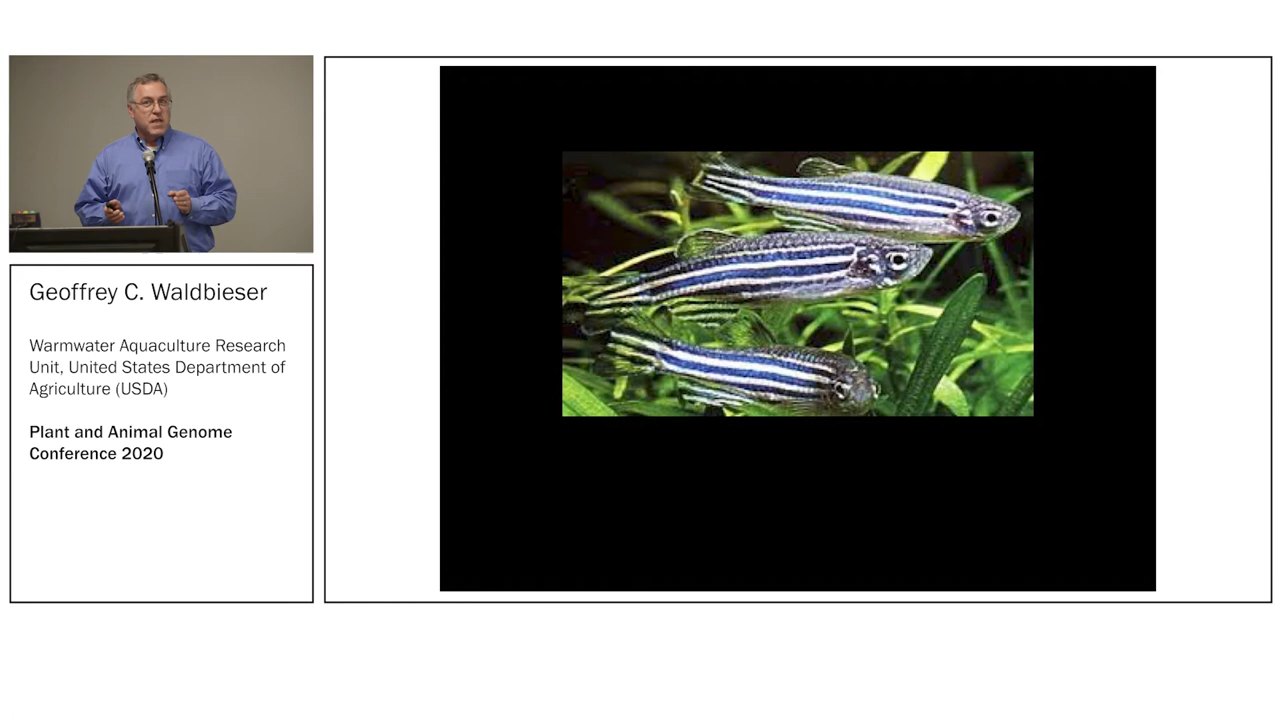 Geoffrey C. Waldbieser
Warmwater Aquaculture Research
Unit, United States Department of
Agriculture (USDA)
Plant and Animal Genome
Conference 2020